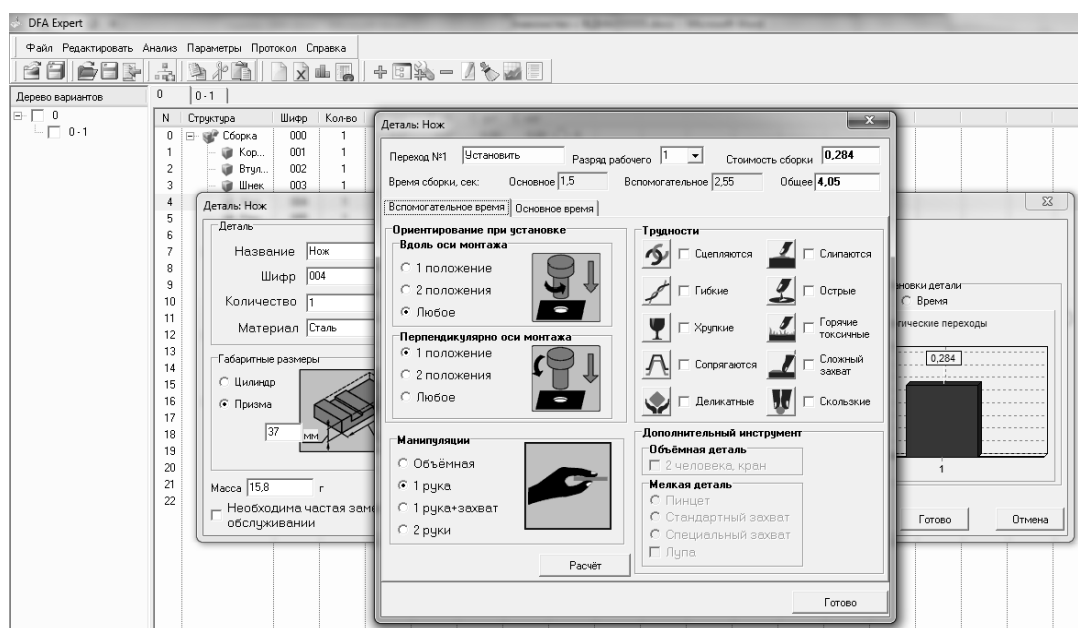 DFA Expert
Файл Редактировать Анализ Параметры Протокол Справка
Дерево вариантов
0
0 - 1
0
0 - 1
N Структура Шифр Кол-во
0 Сборка 000 1
1 Кор... 001 1
2 Втул... 002 1
3 Шнек 003 1
4
5
6
7
8
9
10
11
12
13
14
15
16
17
18
19
20
21
22
Деталь: Нож
Деталь
Название Нож
Шифр 004
Количество 1
Материал Сталь
Габаритные размеры
Цилиндр
Призма
37 мм
Масса 15,8 г
Необходима частая заме
обслуживании
Деталь: Нож
Переход №1 Установить Разряд рабочего 1 Стоимость сборки 0,284
Время сборки, сек: Основное 1,5 Вспомогательное 2,55 Общее 4,05
Вспомогательное время Основное время
Ориентирование при установке
Вдоль оси монтажа
1 положение
2 положения
Любое
Перпендикулярно оси монтажа
1 положение
2 положения
Любое
Манипуляции
Объёмная
1 рука
1 рука+захват
2 руки
Расчёт
Трудности
Сцепляются Слипаются
Гибкие Острые
Хрупкие Горячие
токсичные
Сопрягаются Сложный
захват
Деликатные Скользкие
Дополнительный инструмент
Объёмная деталь
2 человека, кран
Мелкая деталь
Пинцет
Стандартный захват
Специальный захват
Лупа
Готово
новки детали
Время
гические переходы
0,284
1
Готово Отмена